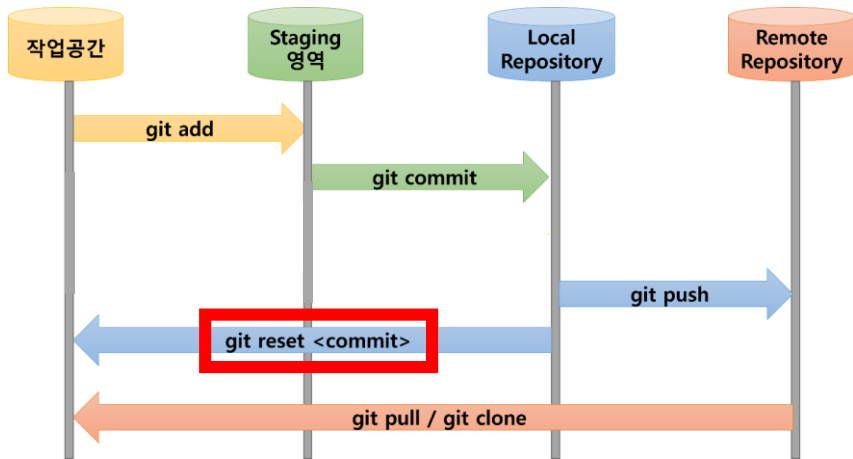 작업공간
Staging
영역
Local
Repository
Remote
Repository
git add
git commit
git push
git reset <commit>
git pull / git clone